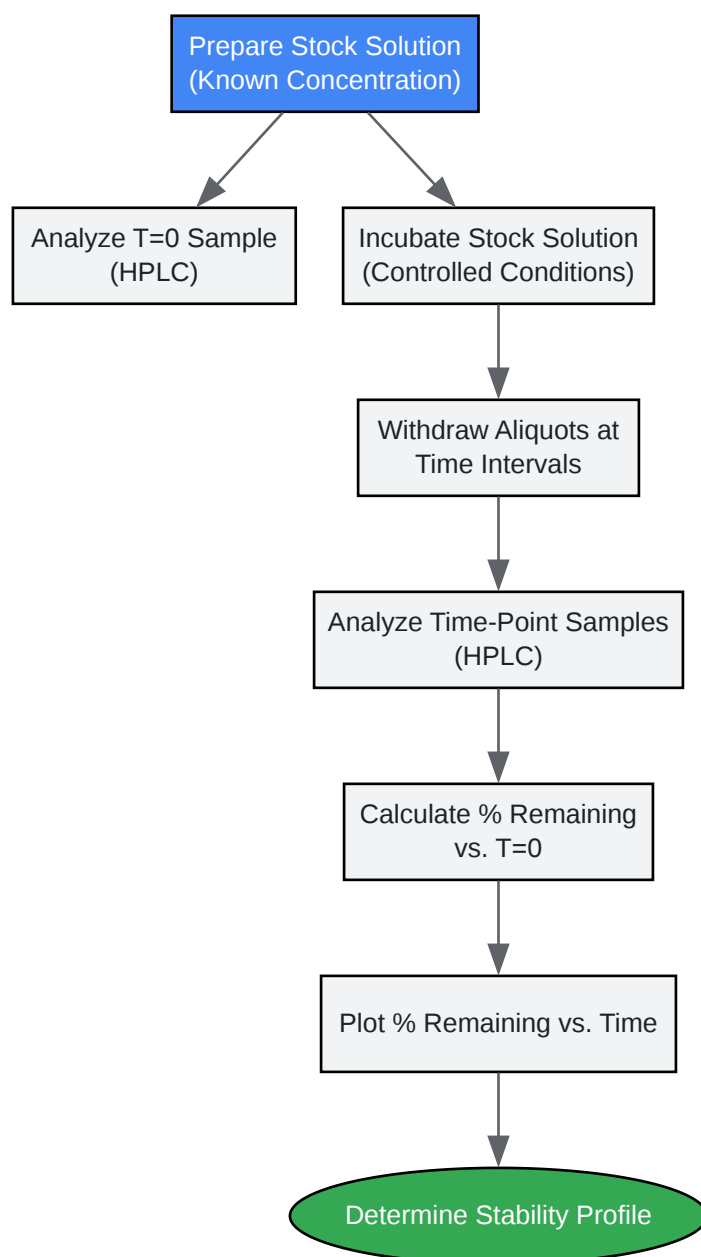 Prepare Stock Solution
(Known Concentration)
Analyze T=0 Sample
(HPLC)
Incubate Stock Solution
(Controlled Conditions)
Withdraw Aliquots at
Time Intervals
Analyze Time-Point Samples
(HPLC)
Calculate % Remaining
vs. T=0
Plot % Remaining vs. Time
Determine Stability Profile